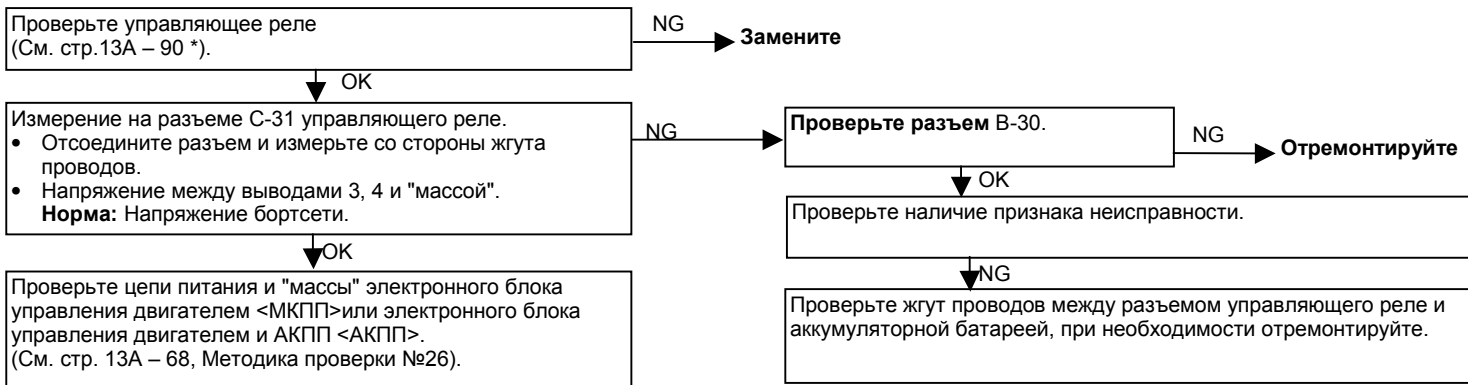 Проверьте управляющее реле
(См. стр.13А – 90 *).
NG
Замените
OK
Измерение на разъеме С-31 управляющего реле.
• Отсоедините разъем и измерьте со стороны жгута
проводов.
• Напряжение между выводами 3, 4 и "массой".
Норма: Напряжение бортсети.
NG
Проверьте разъем В-30.
NG
Отремонтируйте
OK
Проверьте наличие признака неисправности.
OK
NG
Проверьте цепи питания и "массы" электронного блока
управления двигателем <МКПП>или электронного блока
управления двигателем и АКПП <АКПП>.
(См. стр. 13А – 68, Методика проверки №26).
Проверьте жгут проводов между разъемом управляющего реле и
аккумуляторной батареей, при необходимости отремонтируйте.